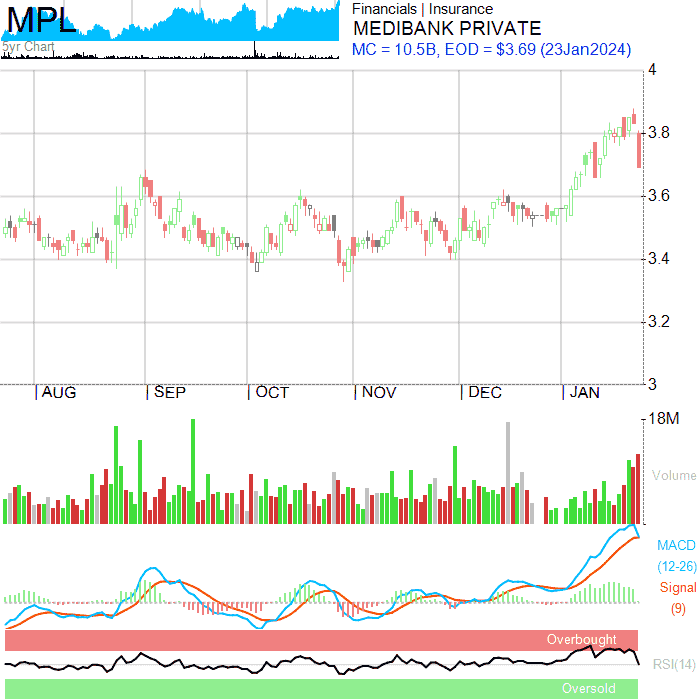 MPL
5yr Chart
Financials | Insurance
MEDIBANK PRIVATE
MC = 10.5B, EOD = $3.69 (23Jan2024)
4
3.8
3.6
3.4
3.2
3
|AUG |SEP |OCT |NOV |DEC |JAN
18M
Volume
MACD
(12-26)
Signal
(9)
Overbought
RSI(14)
Oversold